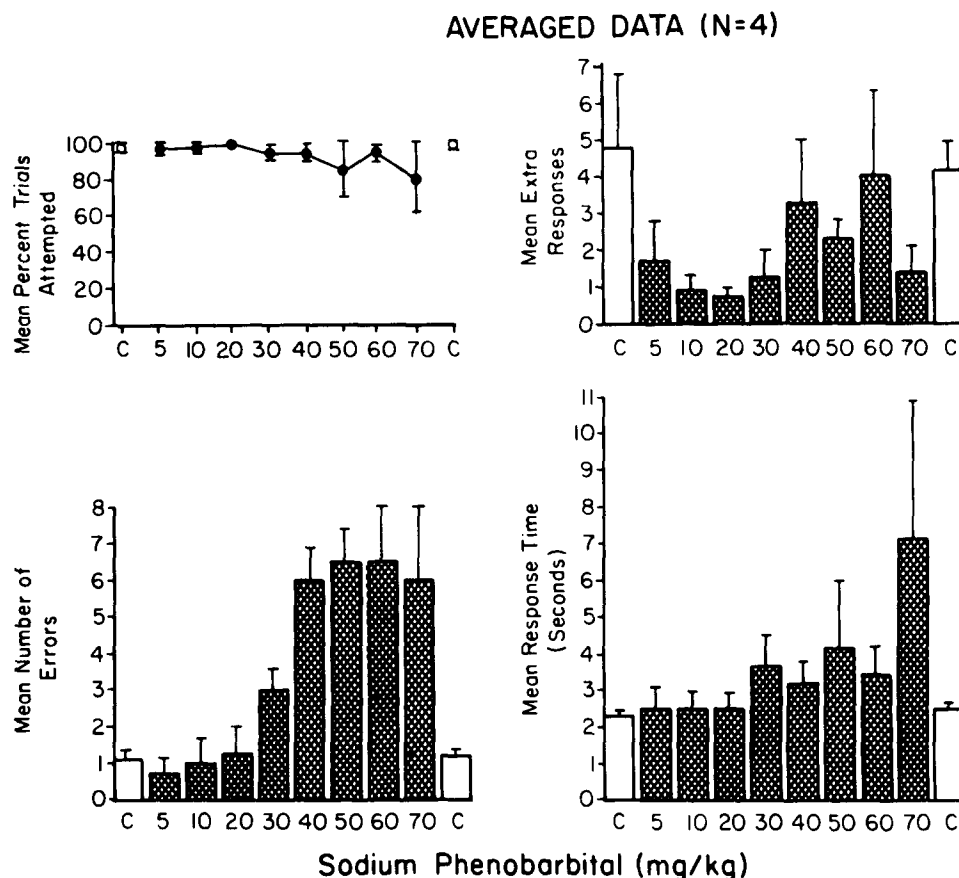 AVERAGED DATA (N=4)
Mean Percent Trials
Attempted
100
80
60
40
20
0
C 5 10 20 30 40 50 60 70 C
Mean Extra
Responses
7
6
5
4
3
2
1
0
C 5 10 20 30 40 50 60 70 C
Mean Number of
Errors
8
7
6
5
4
3
2
1
0
C 5 10 20 30 40 50 60 70 C
Mean Response Time
(Seconds)
11
10
9
8
7
6
5
4
3
2
1
0
C 5 10 20 30 40 50 60 70 C
Sodium Phenobarbital (mg/kg)